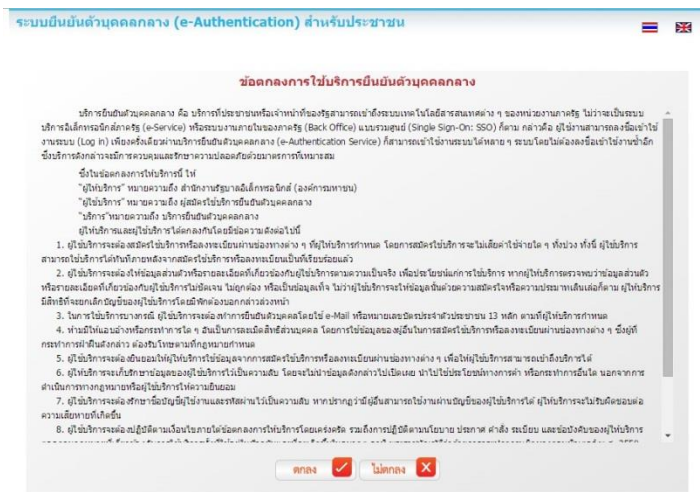 ระบบยืนยันตัวบุคคลกลาง (e-Authentication) สำหรับประชาชน
ข้อตกลงการใช้บริการยืนยันตัวบุคคลกลาง
บริการยืนยันตัวบุคคลกลาง คือ บริการที่ประชาชนหรือเจ้าหน้าที่ของรัฐสามารถเข้าถึงระบบเทคโนโลยีสารสนเทศต่าง ๆ ของหน่วยงานภาครัฐ ไม่ว่าจะเป็นระบบ
บริการอิเล็กทรอนิกส์ภาครัฐ (e-Service) หรือระบบงานภายในของภาครัฐ (Back Office) แบบรวมศูนย์ (Single Sign-On: SSO) ก็ตาม กล่าวคือ ผู้ใช้งานสามารถลงชื่อเข้าใช้
งานระบบ (Log in) เพียงครั้งเดียวผ่านบริการยืนยันตัวบุคคลกลาง (e-Authentication Service) ก็สามารถเข้าใช้งานระบบได้หลาย ๆ ระบบโดยไม่ต้องลงชื่อเข้าใช้งานซ้ำอีก
ซึ่งบริการดังกล่าวจะมีการควบคุมและรักษาความปลอดภัยด้วยมาตรการที่เหมาะสม
ซึ่งในข้อตกลงการให้บริการนี้ ให้
"ผู้ให้บริการ" หมายความถึง สำนักงานรัฐบาลอิเล็กทรอนิกส์ (องค์การมหาชน)
"ผู้ใช้บริการ" หมายความถึง ผู้สมัครใช้บริการยืนยันตัวบุคคลกลาง
"บริการ"หมายความถึง บริการยืนยันตัวบุคคลกลาง
ผู้ให้บริการและผู้ใช้บริการได้ตกลงกันโดยมีข้อความดังต่อไปนี้
1. ผู้ใช้บริการจะต้องสมัครใช้บริการหรือลงทะเบียนผ่านช่องทางต่าง ๆ ที่ผู้ให้บริการกำหนด โดยการสมัครใช้บริการจะไม่เสียค่าใช้จ่ายใด ๆ ทั้งปวง ทั้งนี้ ผู้ใช้บริการ
สามารถใช้บริการได้ทันทีภายหลังจากสมัครใช้บริการหรือลงทะเบียนเป็นที่เรียบร้อยแล้ว
2. ผู้ใช้บริการจะต้องให้ข้อมูลส่วนตัวหรือรายละเอียดที่เกี่ยวข้องกับผู้ใช้บริการตามความเป็นจริง เพื่อประโยชน์แก่การใช้บริการ หากผู้ให้บริการตรวจพบว่าข้อมูลส่วนตัว
หรือรายละเอียดที่เกี่ยวข้องกับผู้ใช้บริการไม่ชัดเจน ไม่ถูกต้อง หรือเป็นข้อมูลเท็จ ไม่ว่าผู้ใช้บริการจะให้ข้อมูลนั้นด้วยความสมัครใจหรือความประมาทเลินเล่อก็ตาม ผู้ให้บริการ
มีสิทธิที่จะยกเลิกบัญชีของผู้ใช้บริการโดยมิพักต้องบอกกล่าวล่วงหน้า
3. ในการใช้บริการบางกรณี ผู้ใช้บริการจะต้องทำการยืนยันตัวบุคคลโดยใช้ e-Mail หรือหมายเลขบัตรประจำตัวประชาชน 13 หลัก ตามที่ผู้ให้บริการกำหนด
4. ห้ามมิให้แอบอ้างหรือกระทำการใด ๆ อันเป็นการละเมิดสิทธิส่วนบุคคล โดยการใช้ข้อมูลของผู้อื่นในการสมัครใช้บริการหรือลงทะเบียนผ่านช่องทางต่าง ๆ ซึ่งผู้ที่
กระทำการฝ่าฝืนดังกล่าว ต้องรับโทษตามที่กฎหมายกำหนด
5. ผู้ใช้บริการจะต้องยินยอมให้ผู้ให้บริการใช้ข้อมูลจากการสมัครใช้บริการหรือลงทะเบียนผ่านช่องทางต่าง ๆ เพื่อให้ผู้ใช้บริการสามารถเข้าถึงบริการได้
6. ผู้ให้บริการจะเก็บรักษาข้อมูลของผู้ใช้บริการไว้เป็นความลับ โดยจะไม่นำข้อมูลดังกล่าวไปเปิดเผย นำไปใช้ประโยชน์ทางการค้า หรือกระทำการอื่นใด นอกจากการ
ดำเนินการทางกฎหมายหรือผู้ใช้บริการให้ความยินยอม
7. ผู้ใช้บริการจะต้องรักษาชื่อบัญชีผู้ใช้งานและรหัสผ่านไว้เป็นความลับ หากปรากฏว่ามีผู้อื่นสามารถใช้งานผ่านบัญชีของผู้ใช้บริการได้ ผู้ให้บริการจะไม่รับผิดชอบต่อ
ความเสียหายที่เกิดขึ้น
8. ผู้ใช้บริการจะต้องปฏิบัติตามเงื่อนไขภายใต้ข้อตกลงการให้บริการโดยเคร่งครัด รวมถึงการปฏิบัติตามนโยบาย ประกาศ คำสั่ง ระเบียบ และข้อบังคับของผู้ให้บริการ
ตกลง
ไม่ตกลง